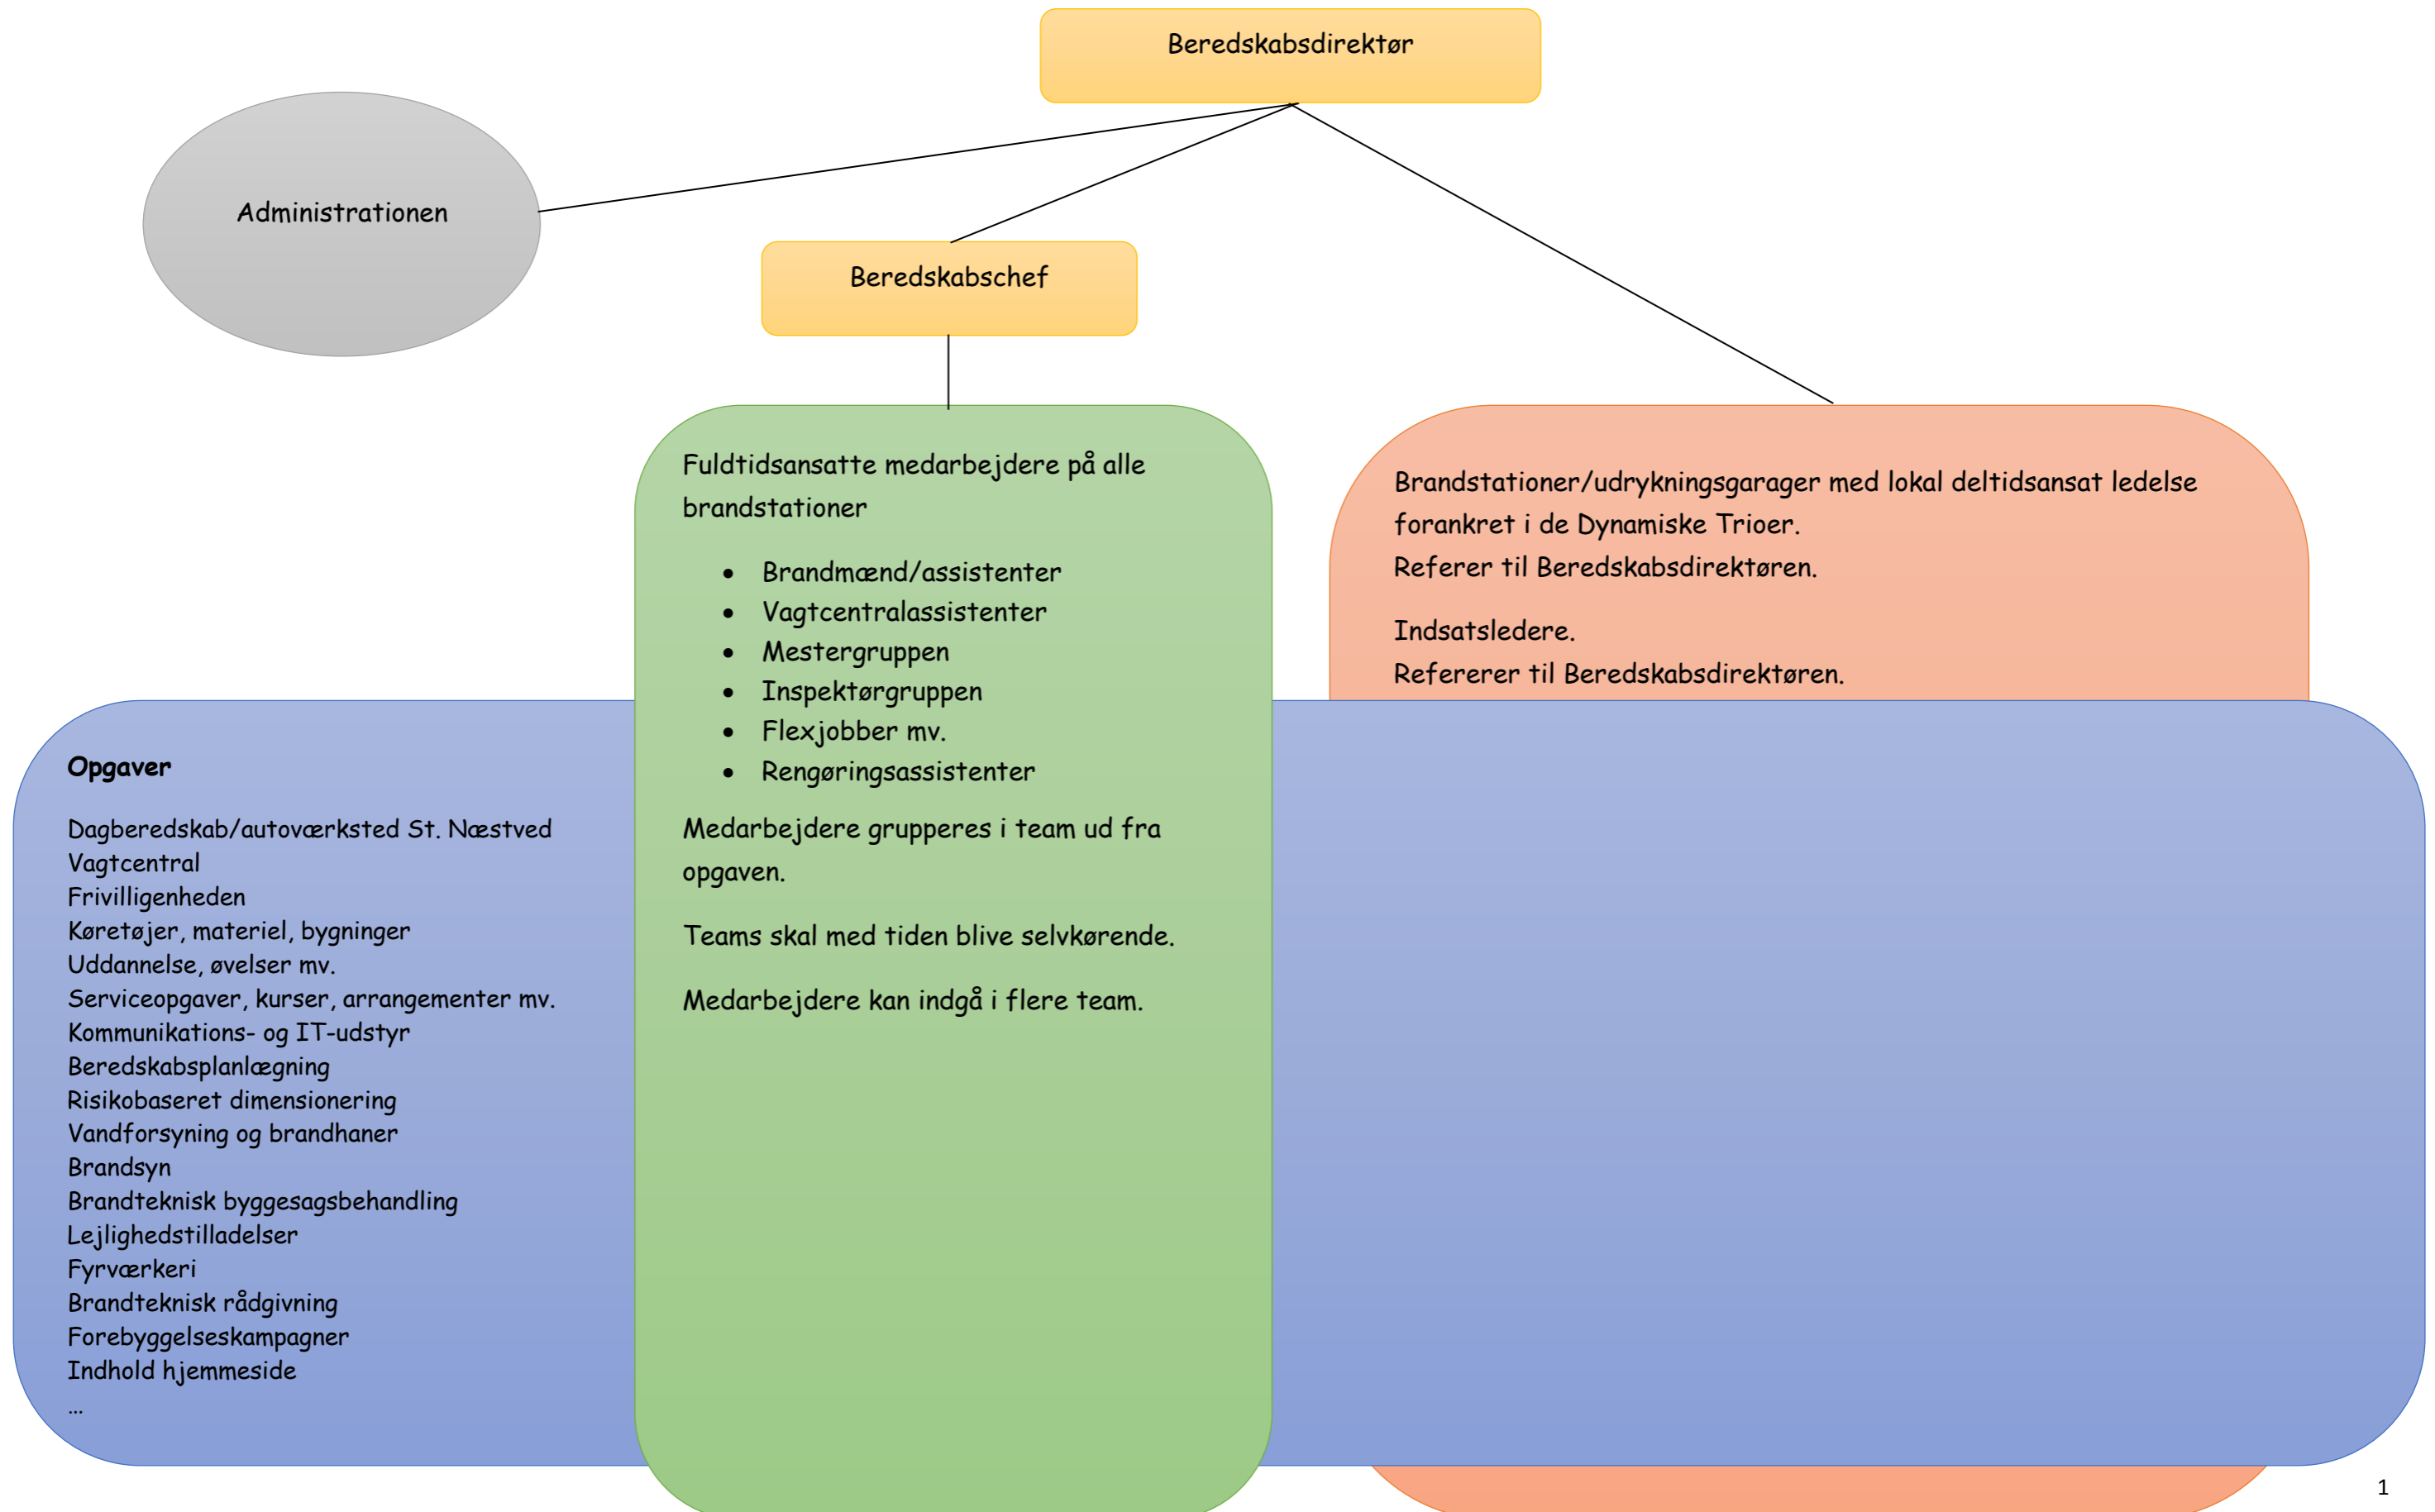 Beredskabsdirektør
Administrationen
Beredskabschef
Fuldtidsansatte medarbejdere på alle
brandstationer
• Brandmænd/assistenter
• Vagtcentralassistenter
• Mestergruppen
• Inspektørgruppen
• Flexjobber mv.
• Rengøringsassistenter
Medarbejdere grupperes i team ud fra
opgaven.
Teams skal med tiden blive selvkørende.
Medarbejdere kan indgå i flere team.
Brandstationer/udrykningsgarager med lokal deltidsansat ledelse
forankret i de Dynamiske Trioer.
Referer til Beredskabsdirektøren.
Indsatsledere.
Refererer til Beredskabsdirektøren.
Opgaver
Dagberedskab/autoværksted St. Næstved
Vagtcentral
Frivilligenheden
Køretøjer, materiel, bygninger
Uddannelse, øvelser mv.
Serviceopgaver, kurser, arrangementer mv.
Kommunikations- og IT-udstyr
Beredskabsplanlægning
Risikobaseret dimensionering
Vandforsyning og brandhaner
Brandsyn
Brandteknisk byggesagsbehandling
Lejlighedstilladelser
Fyrværkeri
Brandteknisk rådgivning
Forebyggelseskampagner
Indhold hjemmeside
…
1